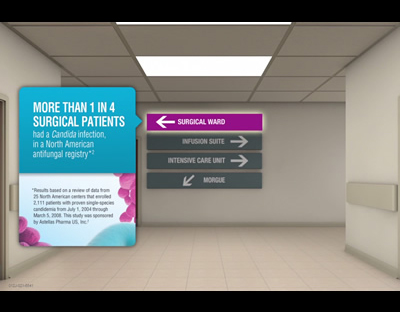 MORE THAN 1 IN 4
SURGICAL PATIENTS
had a Candida infection,
in a North American
antifungal registry*²
*Results based on a review of data from
25 North American centers that enrolled
2,111 patients with proven single-species
candidemia from July 1, 2004 through
March 5, 2008. This study was sponsored
by Astellas Pharma US, Inc.²
SURGICAL WARD
INFUSION SUITE
INTENSIVE CARE UNIT
MORGUE